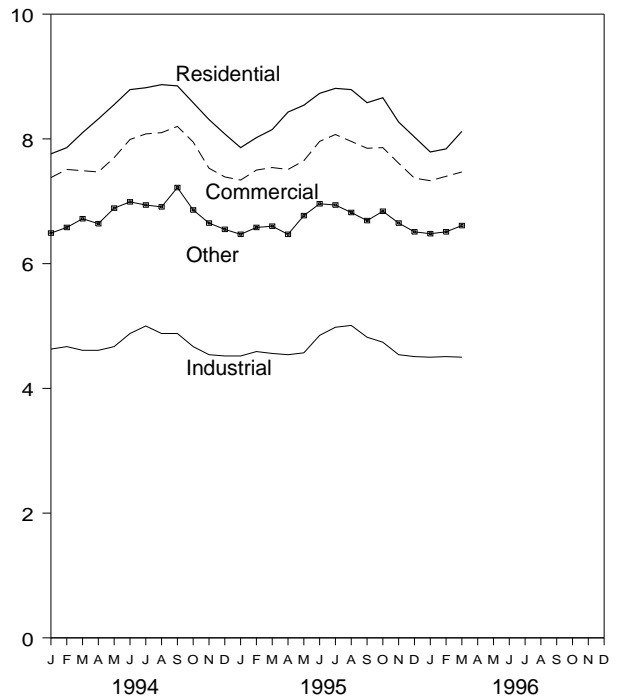 10
Residential
8
Commercial
Other
6
Industrial
4
2
0
J F M A M J J A S O N D J F M A M J J A S O N D J F M A M J J A S O N D
1994 1995 1996